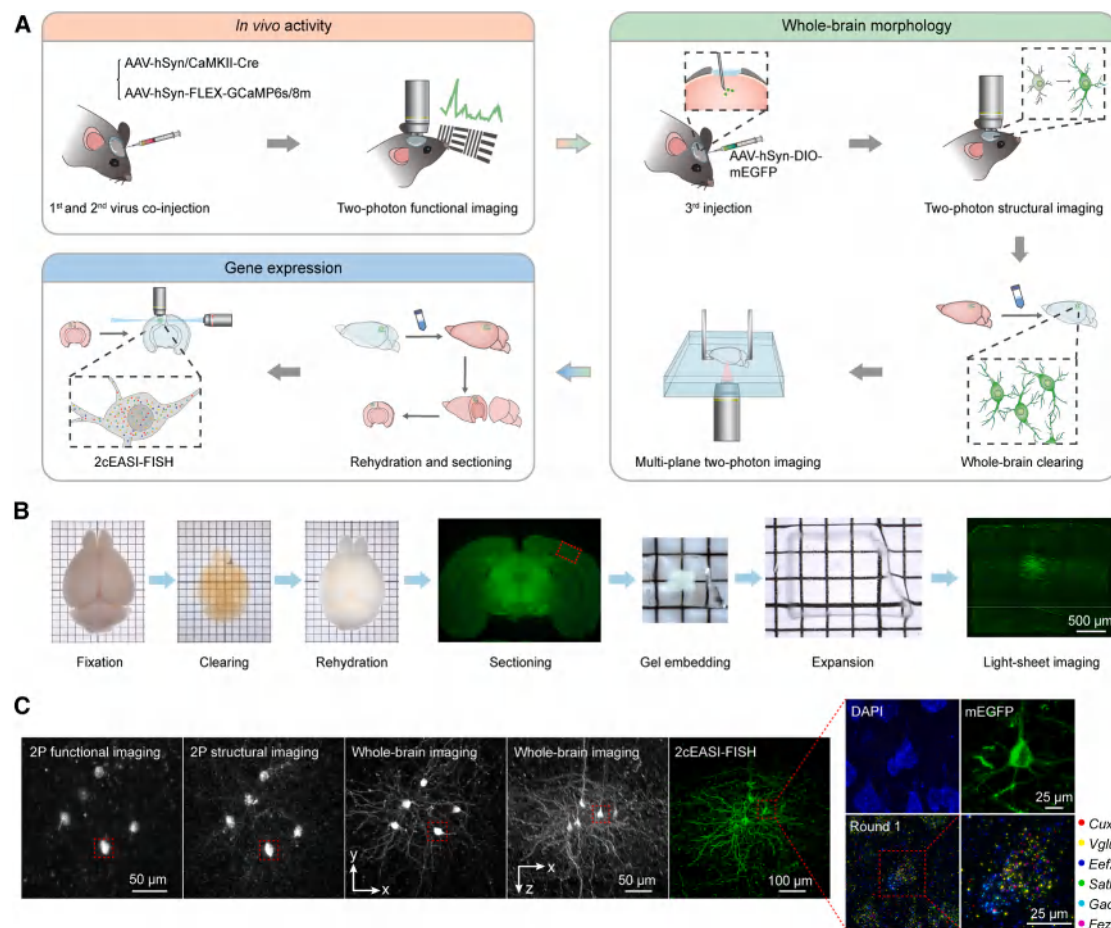 A
In vivo activity
AAV-hSyn/CaMKII-Cre
AAV-hSyn-FLEX-GCaMP6s/8m
1st and 2nd virus co-injection
Two-photon functional imaging
Whole-brain morphology
AAV-hSyn-DIO-
mEGFP
3rd injection
Two-photon structural imaging
Gene expression
2cEASI-FISH
Rehydration and sectioning
Multi-plane two-photon imaging
Whole-brain clearing
B
Fixation
Clearing
Rehydration
Sectioning
Gel embedding
Expansion
500 µm
Light-sheet imaging
C
2P functional imaging
50 µm
2P structural imaging
50 µm
Whole-brain imaging
y
x
Whole-brain imaging
x
z
50 µm
2cEASI-FISH
100 µm
DAPI
mEGFP
25 µm
Round 1
25 µm
Cux
Vglu
Eef
Satb
Gad
Fez